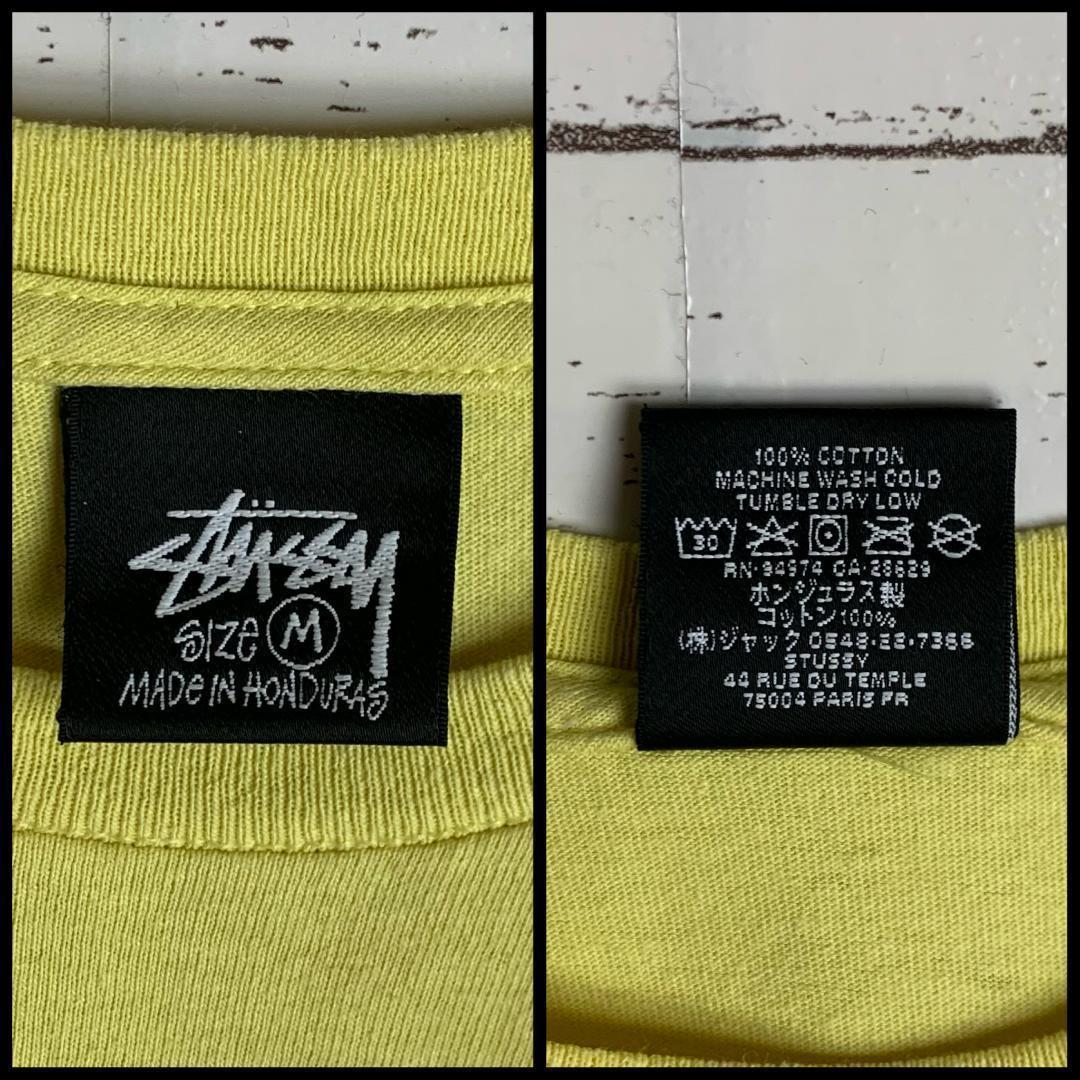 STÜSSY
SIZE M
MADE IN HONDURAS
100% COTTON
MACHINE WASH COLD
TUMBLE DRY LOW
30
RN:94974 CA-28629
ホンジュラス製
コットン100%
(株)ジャック 0548-22-7366
STUSSY
44 RUE DU TEMPLE
75004 PARIS FR